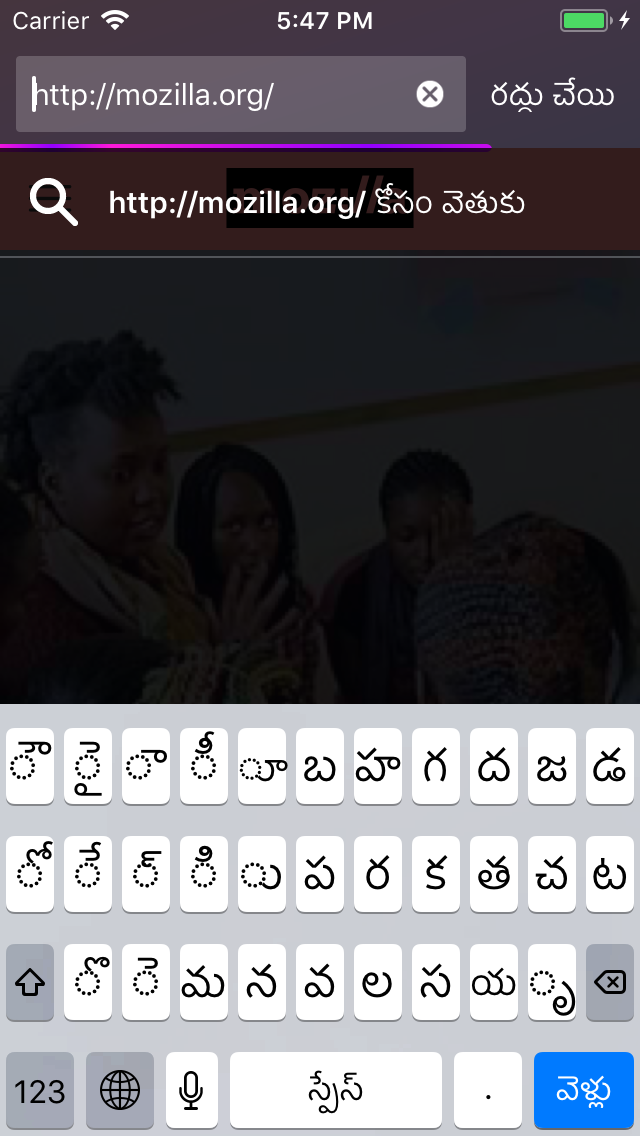 Carrier 5:47 PM
http://mozilla.org/ రద్దు చేయి
http://mozilla.org/ కోసం వెతుకు
ౌ ై ా ీ ూ బ హ గ ద జ డ
ో ే ్ ి ు ప ర క త చ ట
ొ ె మ న వ ల స య ృ
123 స్పేస్ . వెళ్లు